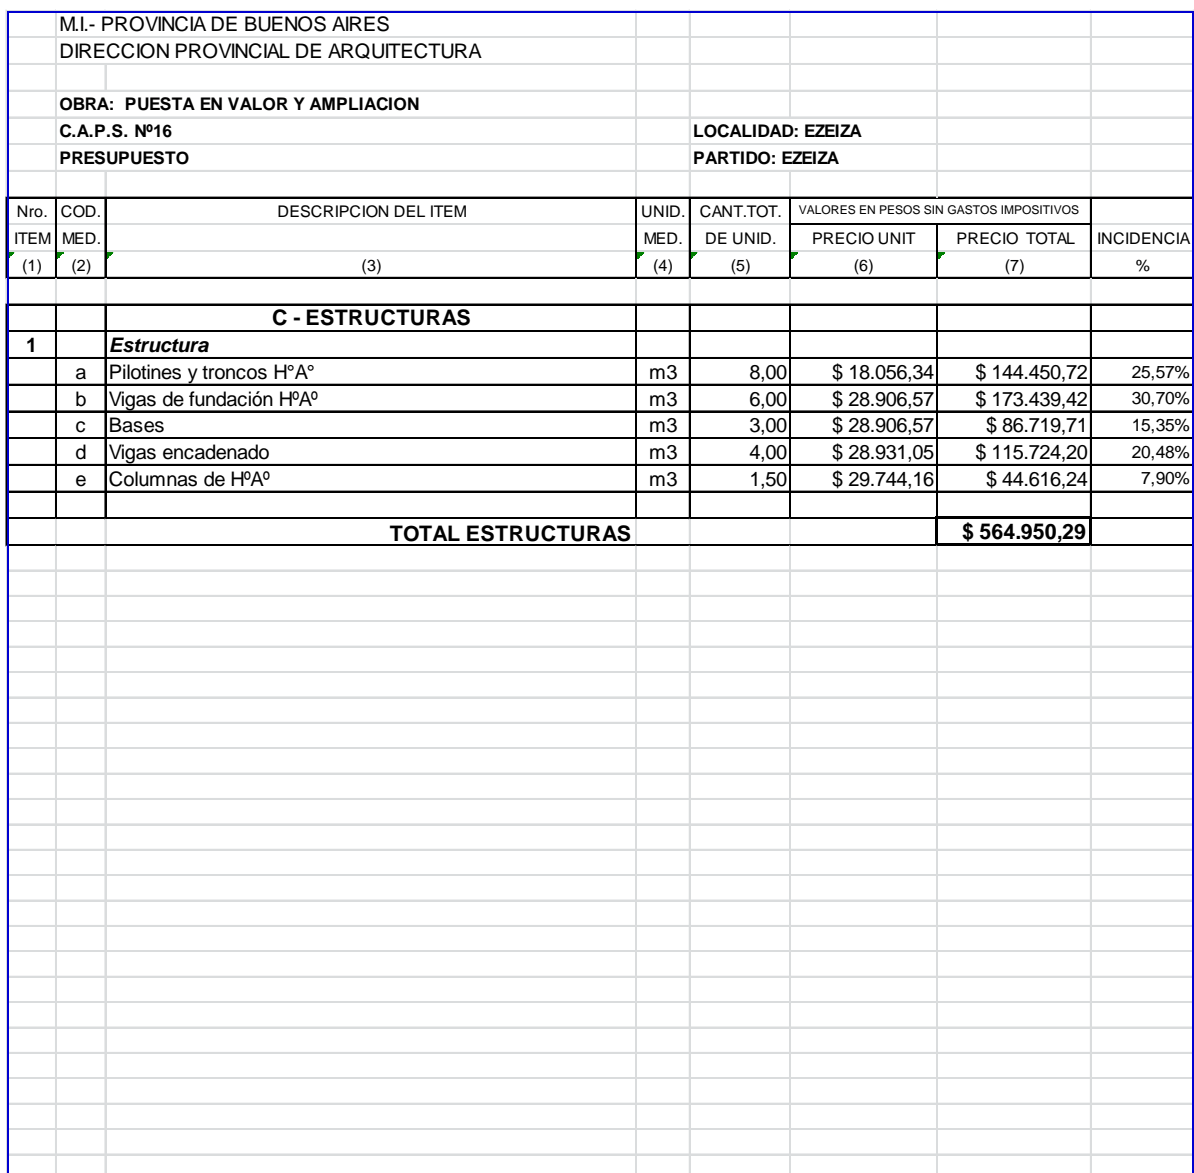 M.I.- PROVINCIA DE BUENOS AIRES
DIRECCION PROVINCIAL DE ARQUITECTURA
OBRA: PUESTA EN VALOR Y AMPLIACION
C.A.P.S. Nº16 LOCALIDAD: EZEIZA
PRESUPUESTO PARTIDO: EZEIZA
Nro. COD. DESCRIPCION DEL ITEM UNID. CANT.TOT. VALORES EN PESOS SIN GASTOS IMPOSITIVOS
ITEM MED. MED. DE UNID. PRECIO UNIT PRECIO TOTAL INCIDENCIA
(1) (2) (3) (4) (5) (6) (7) %
C - ESTRUCTURAS
1 Estructura
a Pilotines y troncos H°A° m3 8,00 $ 18.056,34 $ 144.450,72 25,57%
b Vigas de fundación HºAº m3 6,00 $ 28.906,57 $ 173.439,42 30,70%
c Bases m3 3,00 $ 28.906,57 $ 86.719,71 15,35%
d Vigas encadenado m3 4,00 $ 28.931,05 $ 115.724,20 20,48%
e Columnas de HºAº m3 1,50 $ 29.744,16 $ 44.616,24 7,90%
TOTAL ESTRUCTURAS $ 564.950,29